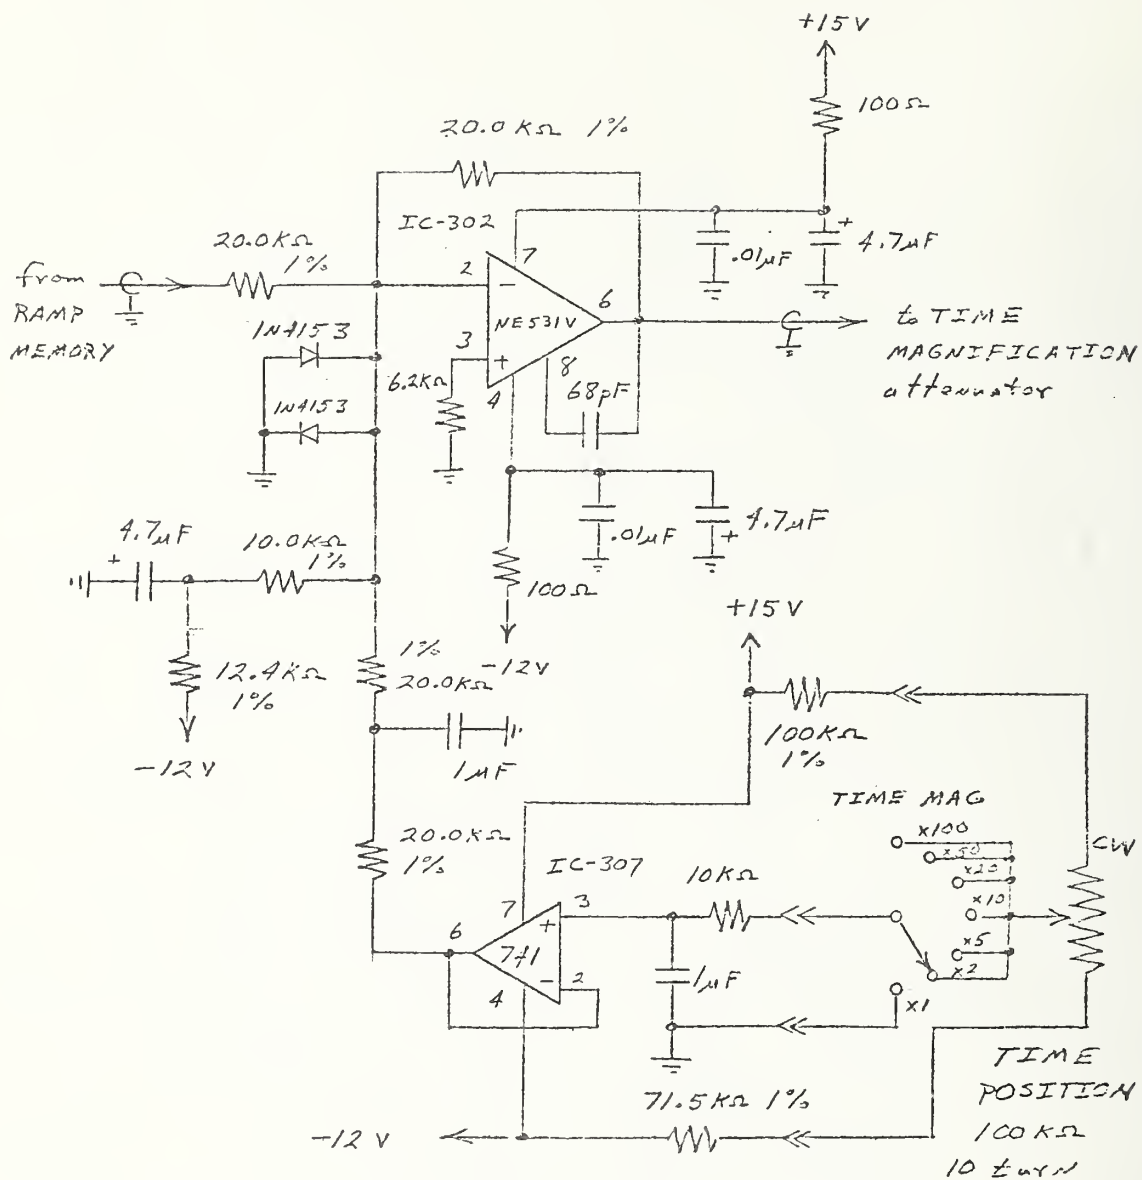 +15V
100Ω
20.0 KΩ 1%
IC-302
20.0KΩ
1%
7
.01μF
+
4.7μF
from
RAMP
MEMORY
2
−
6
NE531V
to TIME
MAGNIFICATION
attenuator
1N4153
3
+
8
6.2KΩ
4
68pF
1N4153
4.7μF
+
10.0KΩ
1%
.01μF
+
4.7μF
100Ω
-12V
+15V
12.4KΩ
1%
1%
20.0KΩ
-12V
1μF
100KΩ
1%
TIME MAG
x100
x50
x20
x10
x5
x2
x1
CW
20.0KΩ
1%
IC-307
10KΩ
7
3
+
6
741
−
2
4
1μF
TIME
POSITION
100KΩ
10 turn
71.5KΩ 1%
-12 V